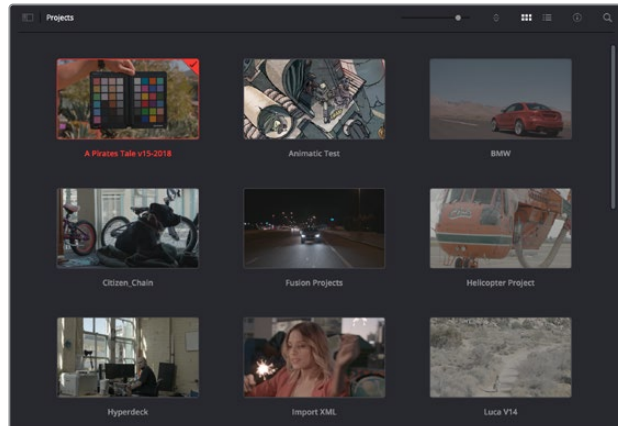 Projects
A Pirates Tale v15-2018
Animatic Test
BMW
Citizen_Chain
Fusion Projects
Helicopter Project
Hyperdeck
Import XML
Luca V14